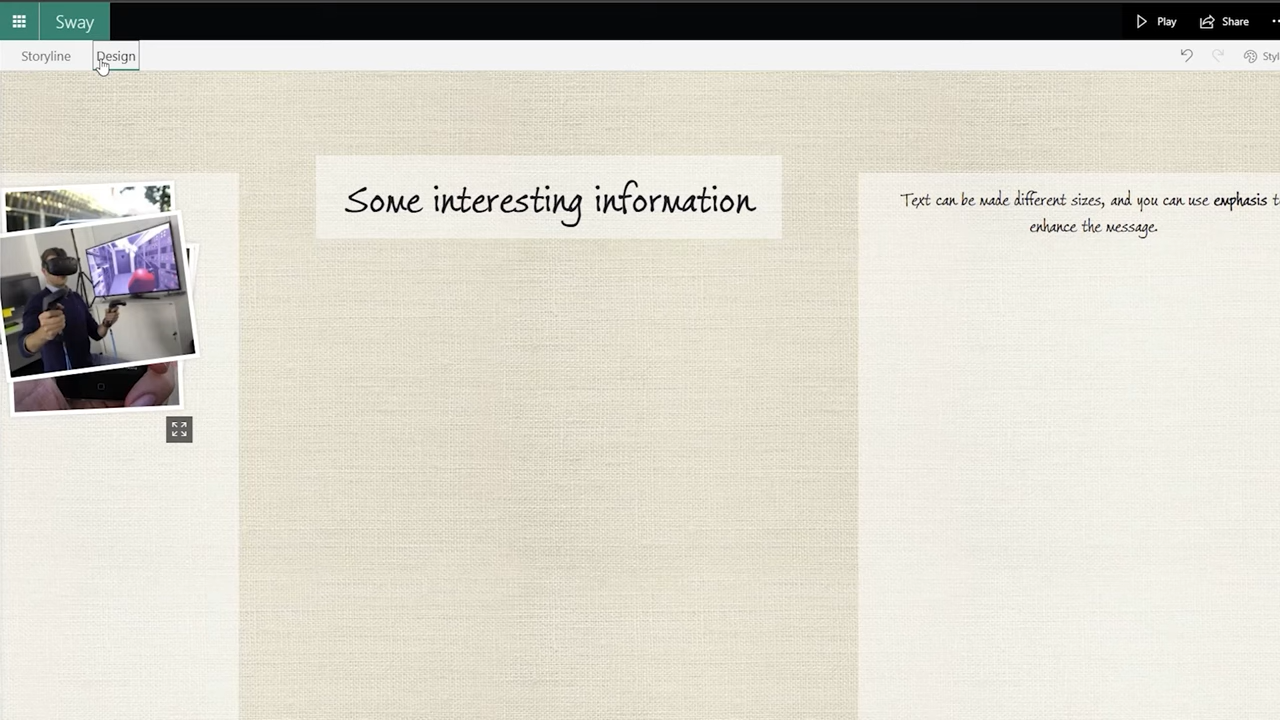 Sway
Play
Share
Storyline
Design
Some interesting information
Text can be made different sizes, and you can use emphasis
enhance the message.